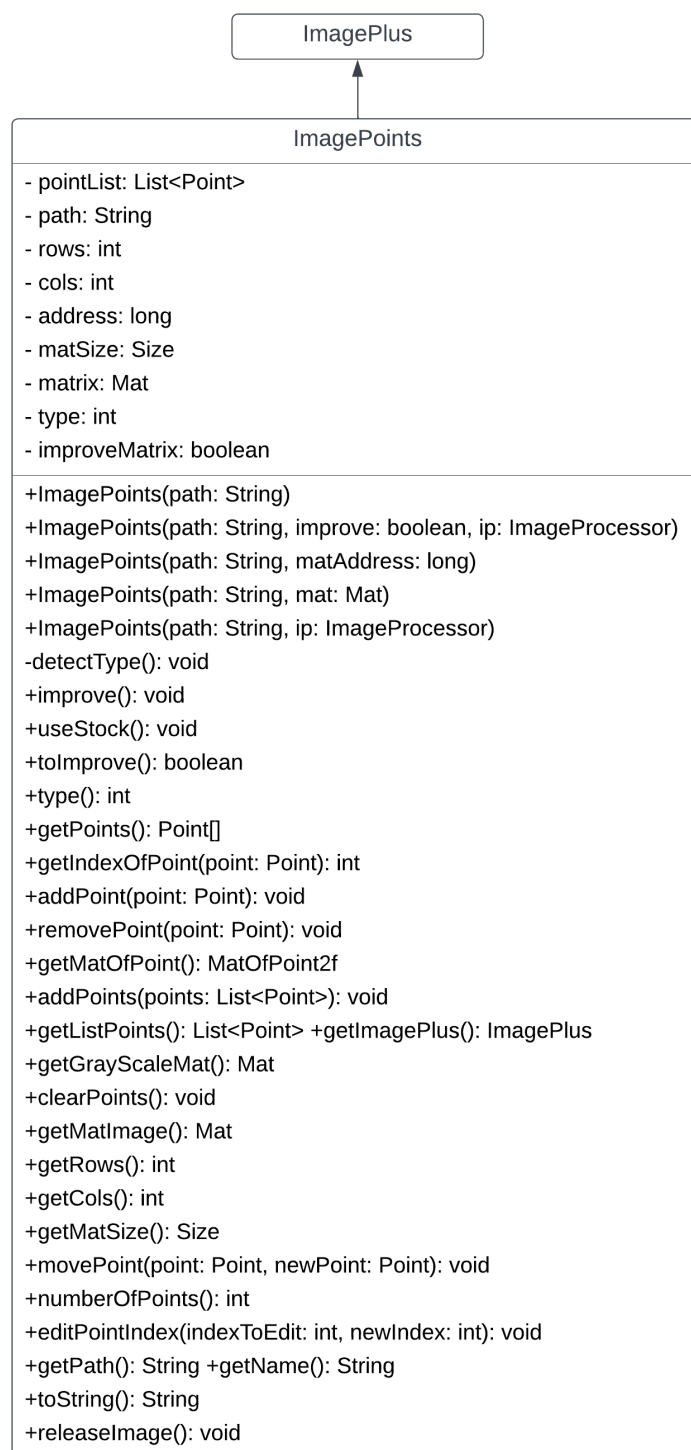 ImagePlus
ImagePoints
- pointList: List<Point>
- path: String
- rows: int
- cols: int
- address: long
- matSize: Size
- matrix: Mat
- type: int
- improveMatrix: boolean
+ImagePoints(path: String)
+ImagePoints(path: String, improve: boolean, ip: ImageProcessor)
+ImagePoints(path: String, matAddress: long)
+ImagePoints(path: String, mat: Mat)
+ImagePoints(path: String, ip: ImageProcessor)
-detectType(): void
+improve(): void
+useStock(): void
+toImprove(): boolean
+type(): int
+getPoints(): Point[]
+getIndexOfPoint(point: Point): int
+addPoint(point: Point): void
+removePoint(point: Point): void
+getMatOfPoint(): MatOfPoint2f
+addPoints(points: List<Point>): void
+getListPoints(): List<Point> +getImagePlus(): ImagePlus
+getGrayScaleMat(): Mat
+clearPoints(): void
+getMatImage(): Mat
+getRows(): int
+getCols(): int
+getMatSize(): Size
+movePoint(point: Point, newPoint: Point): void
+numberOfPoints(): int
+editPointIndex(indexToEdit: int, newIndex: int): void
+getPath(): String +getName(): String
+toString(): String
+releaseImage(): void